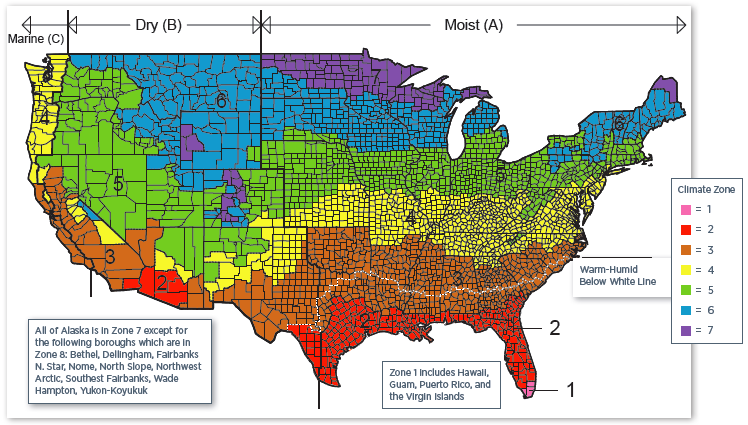 Marine (C)
Dry (B)
Moist (A)
7
6
6
4
5
5
4
3
2
2
2
1
Climate Zone
= 1
= 2
= 3
= 4
= 5
= 6
= 7
Warm-Humid
Below White Line
All of Alaska is in Zone 7 except for
the following boroughs which are in
Zone 8: Bethel, Dellingham, Fairbanks
N. Star, Nome, North Slope, Northwest
Arctic, Southest Fairbanks, Wade
Hampton, Yukon-Koyukuk
Zone 1 includes Hawaii,
Guam, Puerto Rico, and
the Virgin Islands